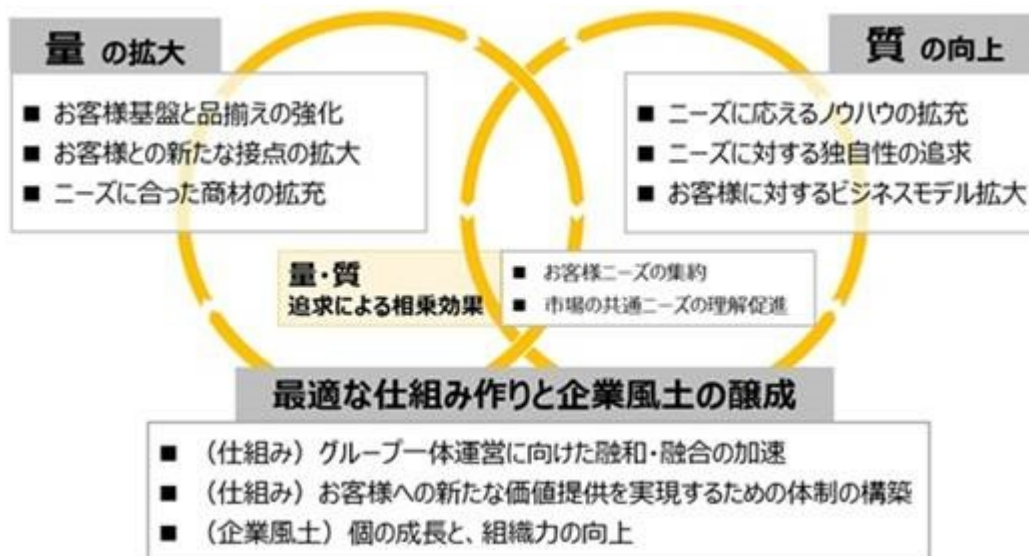 量 の拡大
■ お客様基盤と品揃えの強化
■ お客様との新たな接点の拡大
■ ニーズに合った商材の拡充
質 の向上
■ ニーズに応えるノウハウの拡充
■ ニーズに対する独自性の追求
■ お客様に対するビジネスモデル拡大
量・質
追求による相乗効果
■ お客様ニーズの集約
■ 市場の共通ニーズの理解促進
最適な仕組み作りと企業風土の醸成
■ （仕組み）グループ一体運営に向けた融和・融合の加速
■ （仕組み）お客様への新たな価値提供を実現するための体制の構築
■ （企業風土）個の成長と、組織力の向上